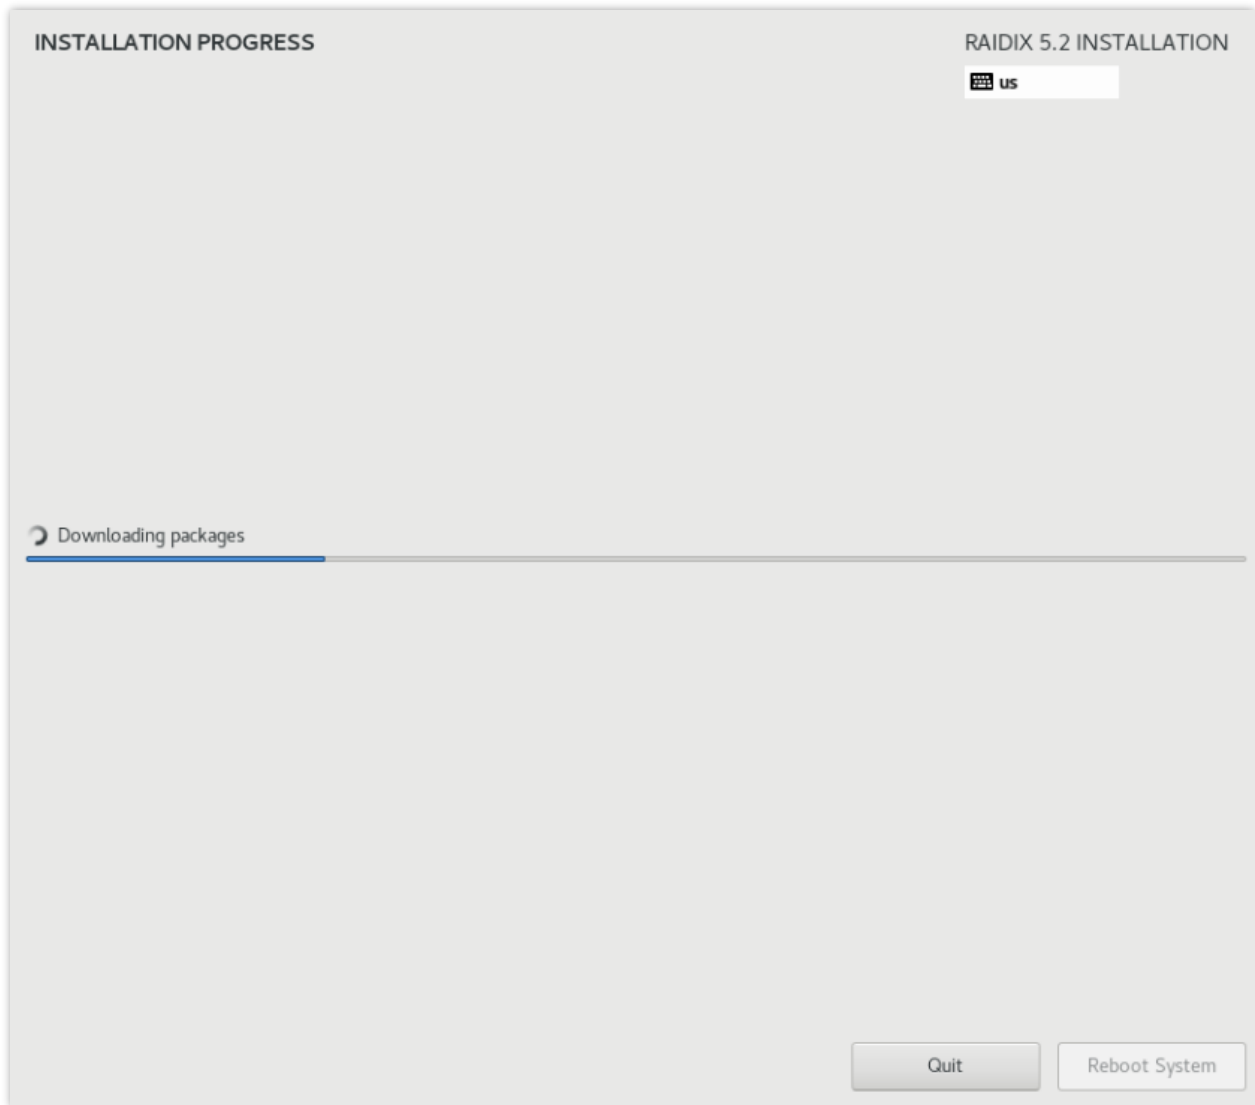 INSTALLATION PROGRESS
RAIDIX 5.2 INSTALLATION
us
Downloading packages
Quit
Reboot System